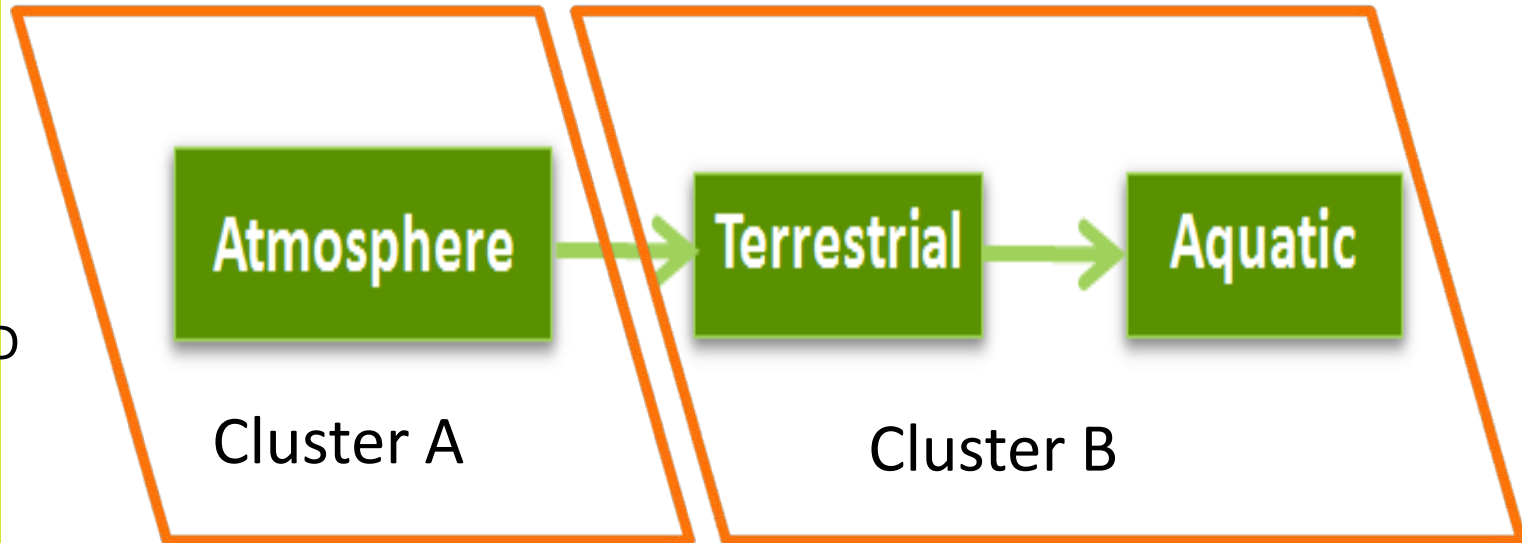 Atmosphere
Terrestrial
Aquatic
Cluster A
Cluster B